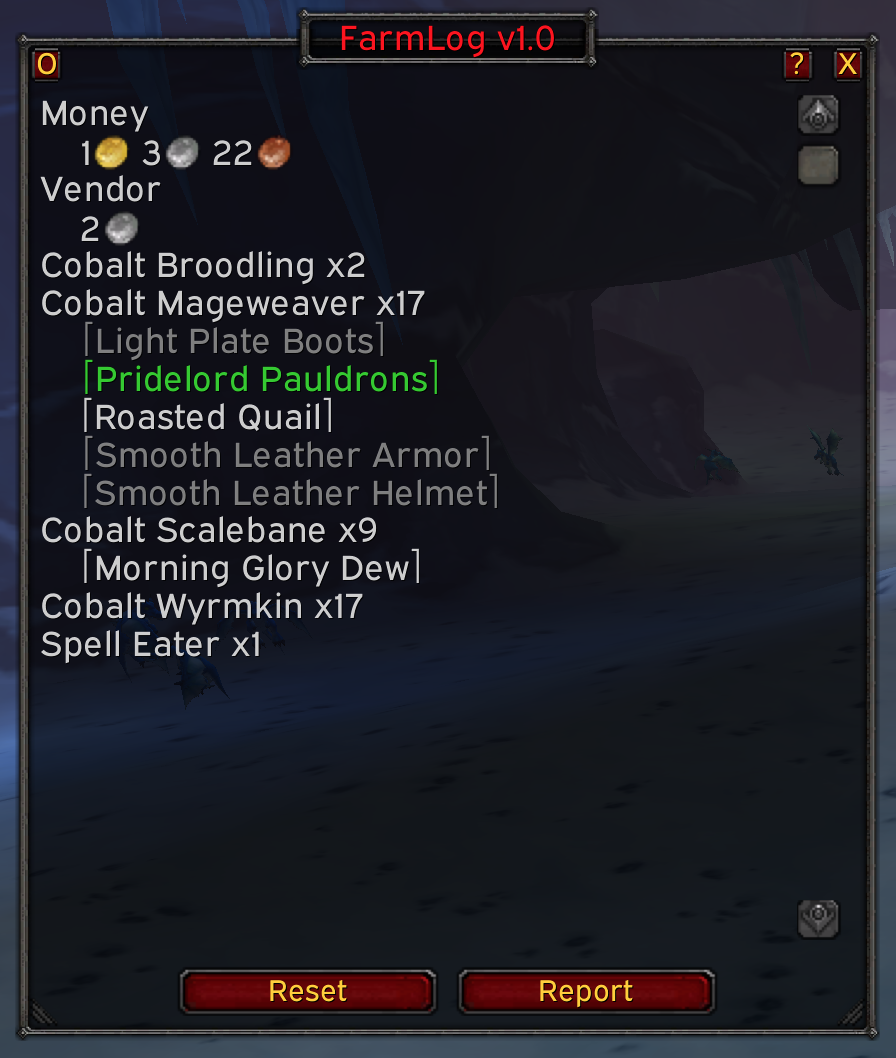 FarmLog v1.0
O ? X
Money
1 3 22
Vendor
2
Cobalt Broodling x2
Cobalt Mageweaver x17
[Light Plate Boots]
[Pridelord Pauldrons]
[Roasted Quail]
[Smooth Leather Armor]
[Smooth Leather Helmet]
Cobalt Scalebane x9
[Morning Glory Dew]
Cobalt Wyrmkin x17
Spell Eater x1
Reset Report